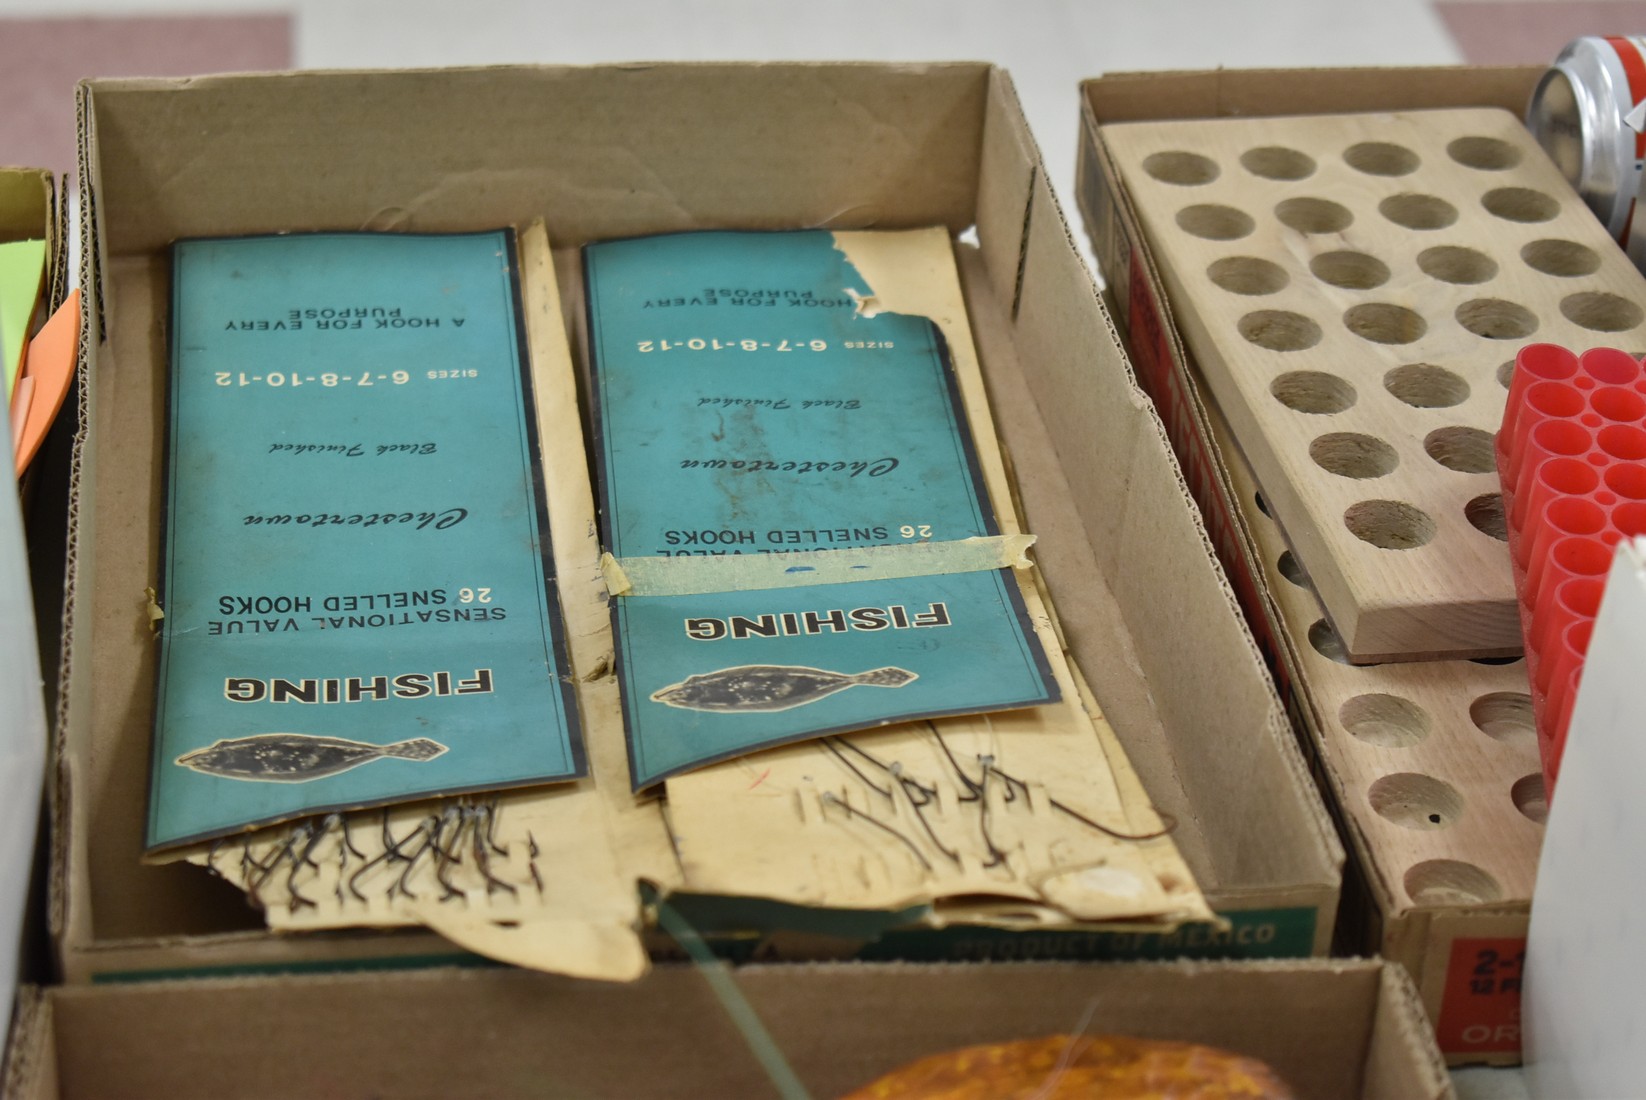 FISHING
SENSATIONAL VALUE
26 SNELLED HOOKS
Chestertown
Black Finished
SIZES 6-7-8-10-12
A HOOK FOR EVERY
PURPOSE
FISHING
SENSATIONAL VALUE
26 SNELLED HOOKS
Chestertown
Black Finished
SIZES 6-7-8-10-12
HOOK FOR EVERY
PURPOSE
PRODUCT OF MEXICO